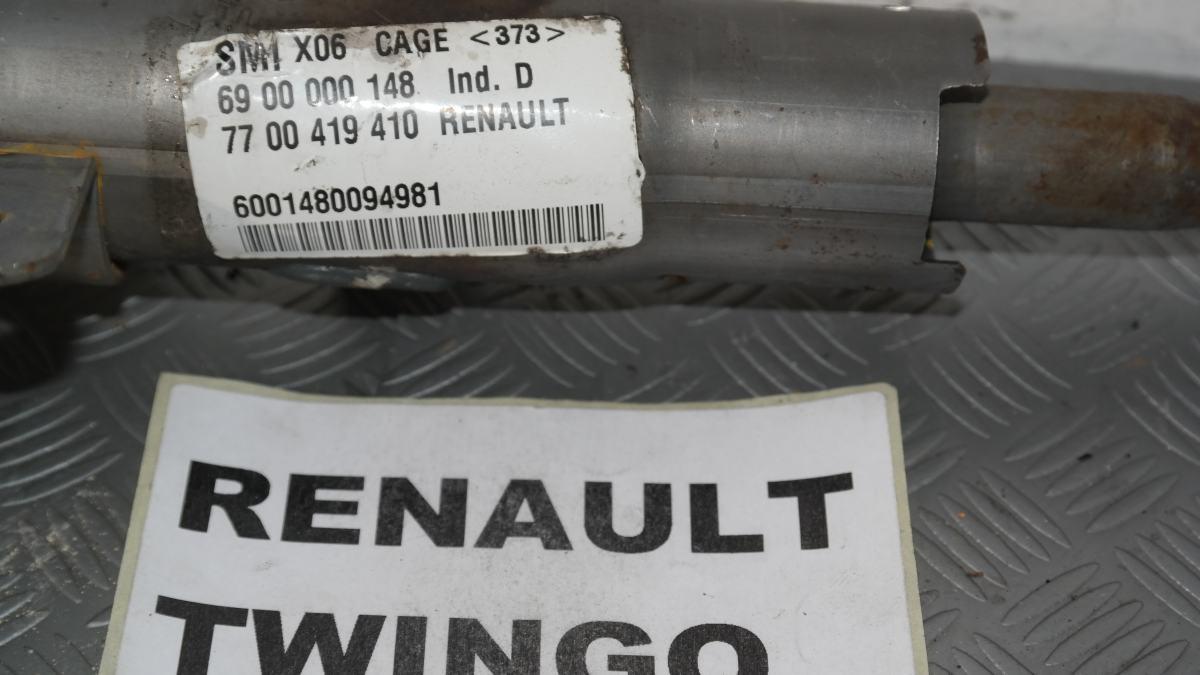 SMI X06 CAGE <373>
69 00 000 148 Ind. D
77 00 419 410 RENAULT
6001480094981
RENAULT
TWINGO